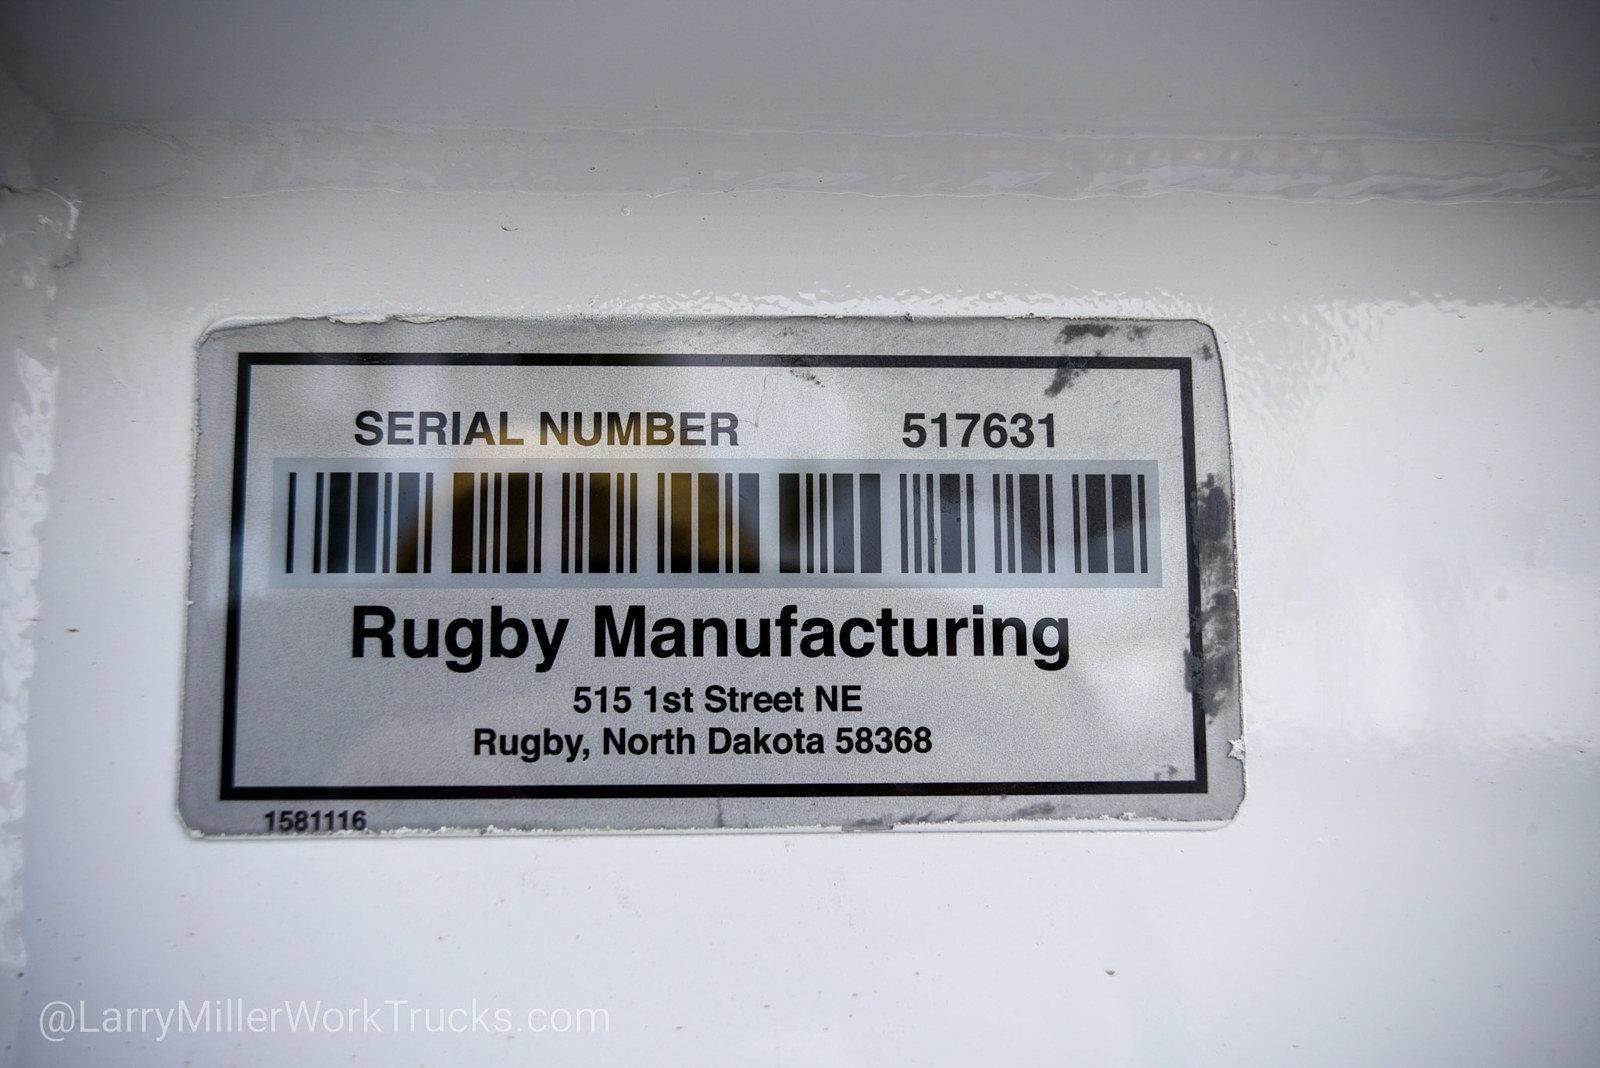 SERIAL NUMBER 517631
Rugby Manufacturing
515 1st Street NE
Rugby, North Dakota 58368
1581116
@LarryMillerWorkTrucks.com